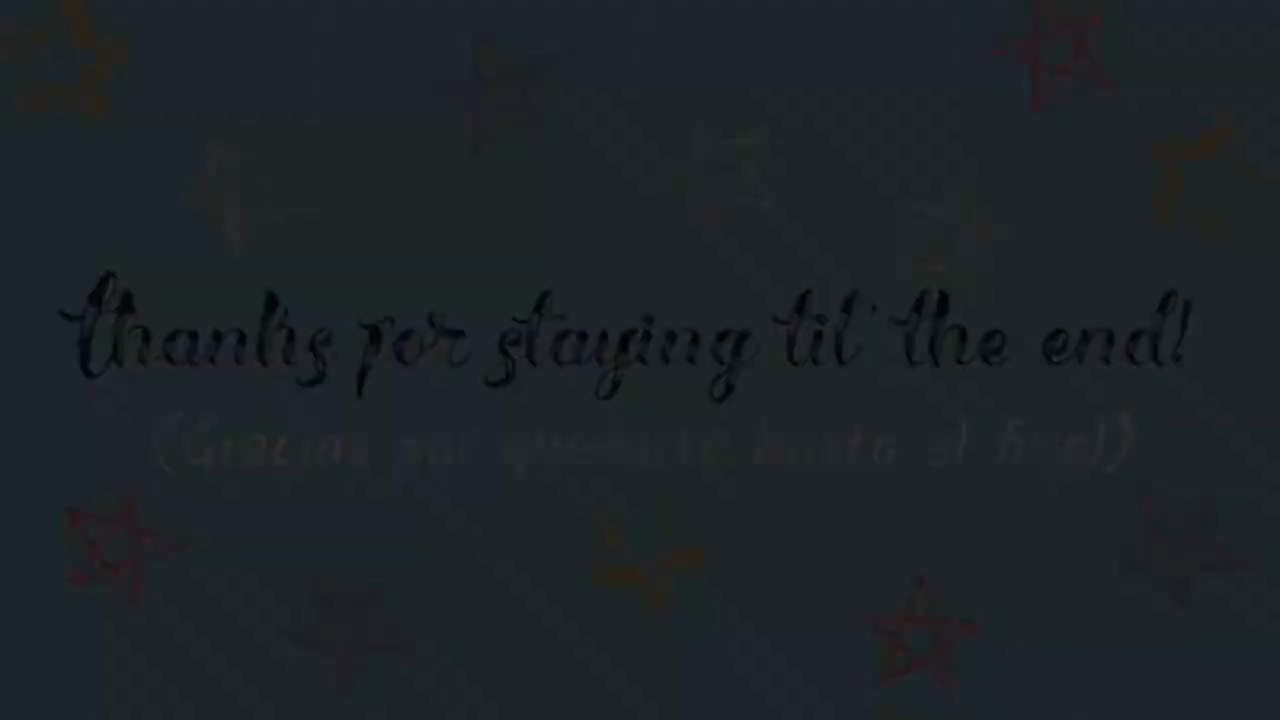 thanks for staying til' the end!
(Gracias por quedarte hasta el final)